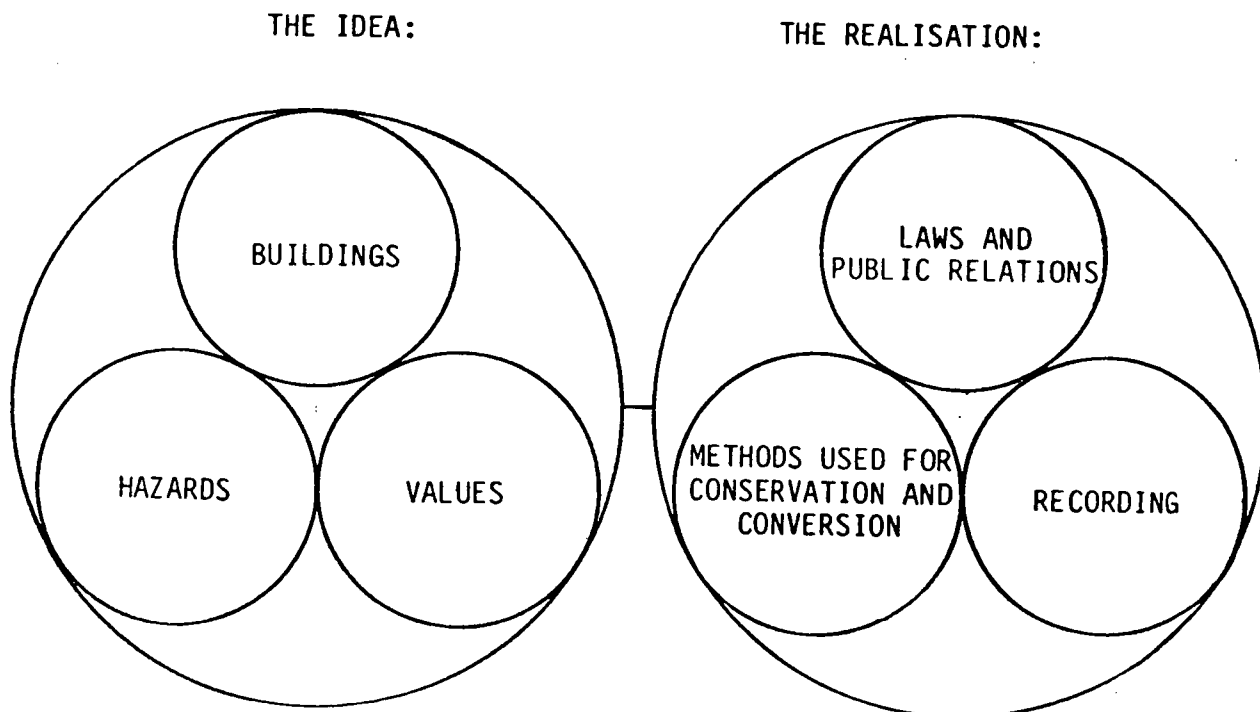 THE IDEA:
THE REALISATION:
BUILDINGS
HAZARDS
VALUES
LAWS AND
PUBLIC RELATIONS
METHODS USED FOR
CONSERVATION AND
CONVERSION
RECORDING